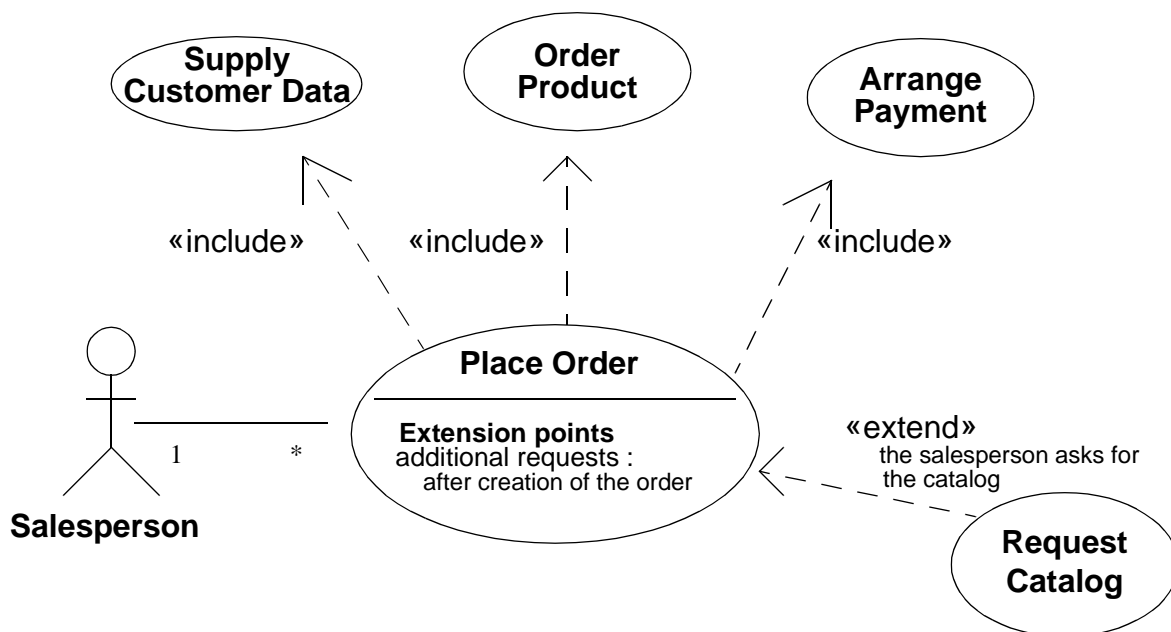 Supply
Customer Data
Order
Product
Arrange
Payment
«include»
«include»
«include»
Place Order
Extension points
additional requests :
after creation of the order
1
*
Salesperson
«extend»
the salesperson asks for
the catalog
Request
Catalog